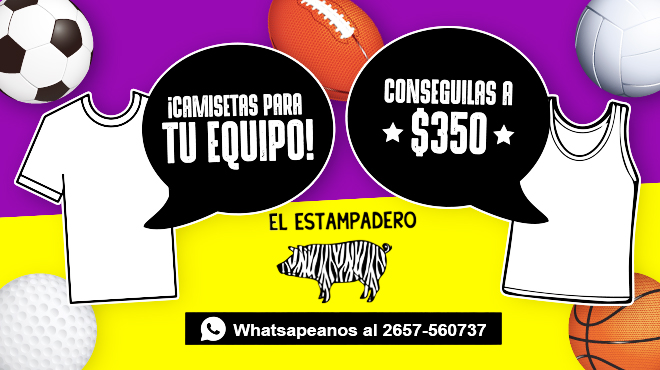 ¡CAMISETAS PARA
TU EQUIPO!
CONSEGUILAS A
$350
EL ESTAMPADERO
Whatsapeanos al 2657-560737